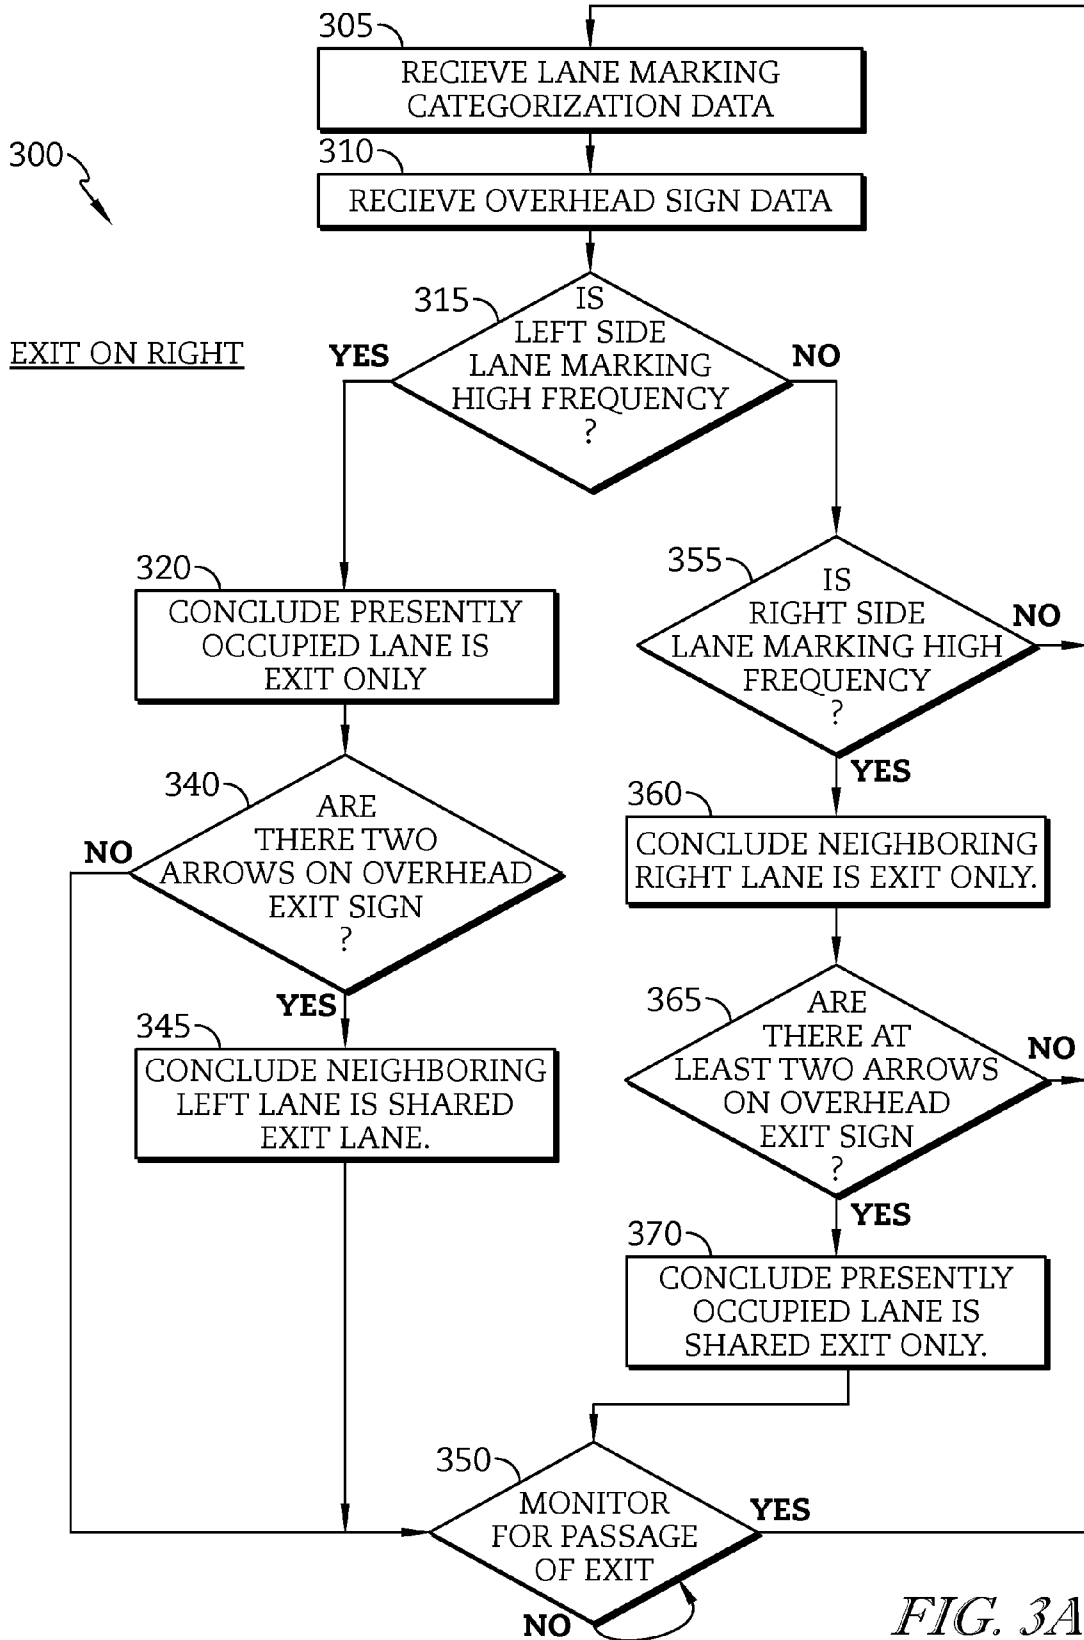 305
RECIEVE LANE MARKING
CATEGORIZATION DATA
300
310
RECIEVE OVERHEAD SIGN DATA
315
IS
LEFT SIDE
LANE MARKING
HIGH FREQUENCY
?
EXIT ON RIGHT
YES
NO
320
CONCLUDE PRESENTLY
OCCUPIED LANE IS
EXIT ONLY
355
IS
RIGHT SIDE
LANE MARKING HIGH
FREQUENCY
?
NO
YES
340
ARE
THERE TWO
ARROWS ON OVERHEAD
EXIT SIGN
?
NO
YES
360
CONCLUDE NEIGHBORING
RIGHT LANE IS EXIT ONLY.
345
CONCLUDE NEIGHBORING
LEFT LANE IS SHARED
EXIT LANE.
365
ARE
THERE AT
LEAST TWO ARROWS
ON OVERHEAD
EXIT SIGN
?
NO
YES
370
CONCLUDE PRESENTLY
OCCUPIED LANE IS
SHARED EXIT ONLY.
350
MONITOR
FOR PASSAGE
OF EXIT
YES
NO
FIG. 3A